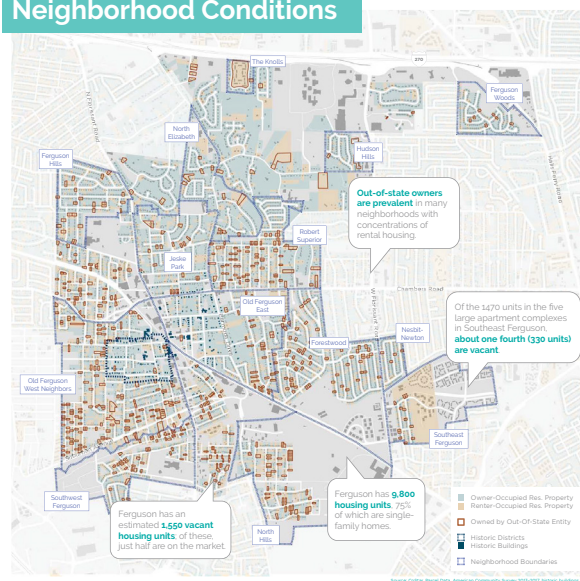 Neighborhood Conditions
The Knolls
270
Ferguson
Woods
N Florissant Road
North
Elizabeth
Ferguson
Hills
Hudson
Hills
Out-of-state owners
are prevalent in many
neighborhoods with
concentrations of
rental housing.
Robert
Superior
Jeske
Park
Chambers Road
Old Ferguson
East
Of the 1470 units in the five
large apartment complexes
in Southeast Ferguson,
about one fourth (330 units)
are vacant.
Nesbit-
Newton
Forestwood
Old Ferguson
West Neighbors
Southeast
Ferguson
Southwest
Ferguson
Ferguson has an
estimated 1,550 vacant
housing units; of these,
just half are on the market.
North
Hills
Ferguson has 9,800
housing units, 75%
of which are single-
family homes.
Owner-Occupied Res. Property
Renter-Occupied Res. Property
Owned by Out-Of-State Entity
Historic Districts
Historic Buildings
Neighborhood Boundaries